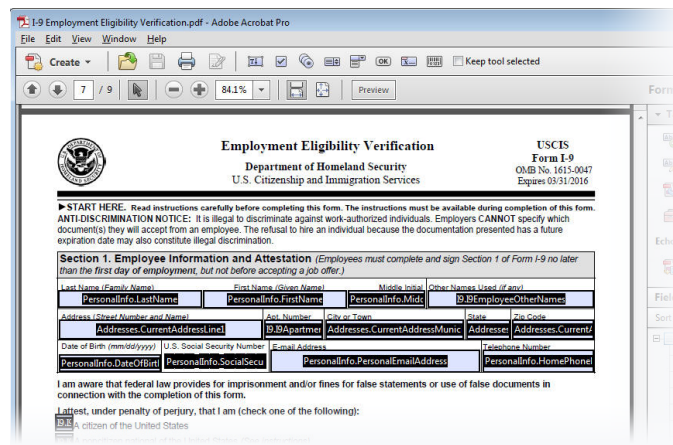 I-9 Employment Eligibility Verification.pdf - Adobe Acrobat Pro
File Edit View Window Help
Create OK Keep tool selected
7 / 9 84.1% Preview
Form
Employment Eligibility Verification
Department of Homeland Security
U.S. Citizenship and Immigration Services
USCIS
Form I-9
OMB No. 1615-0047
Expires 03/31/2016
►START HERE. Read instructions carefully before completing this form. The instructions must be available during completion of this form.
ANTI-DISCRIMINATION NOTICE: It is illegal to discriminate against work-authorized individuals. Employers CANNOT specify which
document(s) they will accept from an employee. The refusal to hire an individual because the documentation presented has a future
expiration date may also constitute illegal discrimination.
Section 1. Employee Information and Attestation (Employees must complete and sign Section 1 of Form I-9 no later
than the first day of employment, but not before accepting a job offer.)
Last Name (Family Name) First Name (Given Name) Middle Initial Other Names Used (if any)
PersonalInfo.LastName PersonalInfo.FirstName PersonalInfo.Midd I9.I9EmployeeOtherNames
Address (Street Number and Name) Apt. Number City or Town State Zip Code
Addresses.CurrentAddressLine1 I9.I9Apartmen Addresses.CurrentAddressMunic Addresses Addresses.CurrentA
Date of Birth (mm/dd/yyyy) U.S. Social Security Number E-mail Address Telephone Number
PersonalInfo.DateOfBirth PersonalInfo.SocialSecu PersonalInfo.PersonalEmailAddress PersonalInfo.HomePhone
I am aware that federal law provides for imprisonment and/or fines for false statements or use of false documents in
connection with the completion of this form.
I attest, under penalty of perjury, that I am (check one of the following):
A citizen of the United States